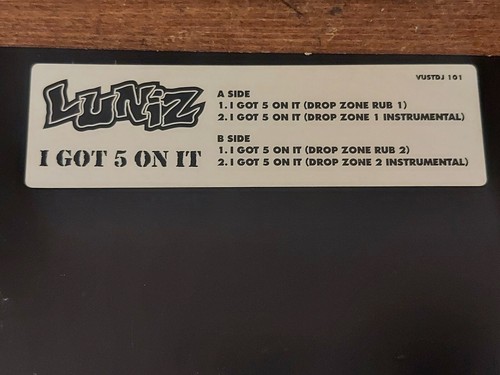 VUSTDJ 101
LUNIZ
I GOT 5 ON IT
A SIDE
1. I GOT 5 ON IT (DROP ZONE RUB 1)
2. I GOT 5 ON IT (DROP ZONE 1 INSTRUMENTAL)
B SIDE
1. I GOT 5 ON IT (DROP ZONE RUB 2)
2. I GOT 5 ON IT (DROP ZONE 2 INSTRUMENTAL)